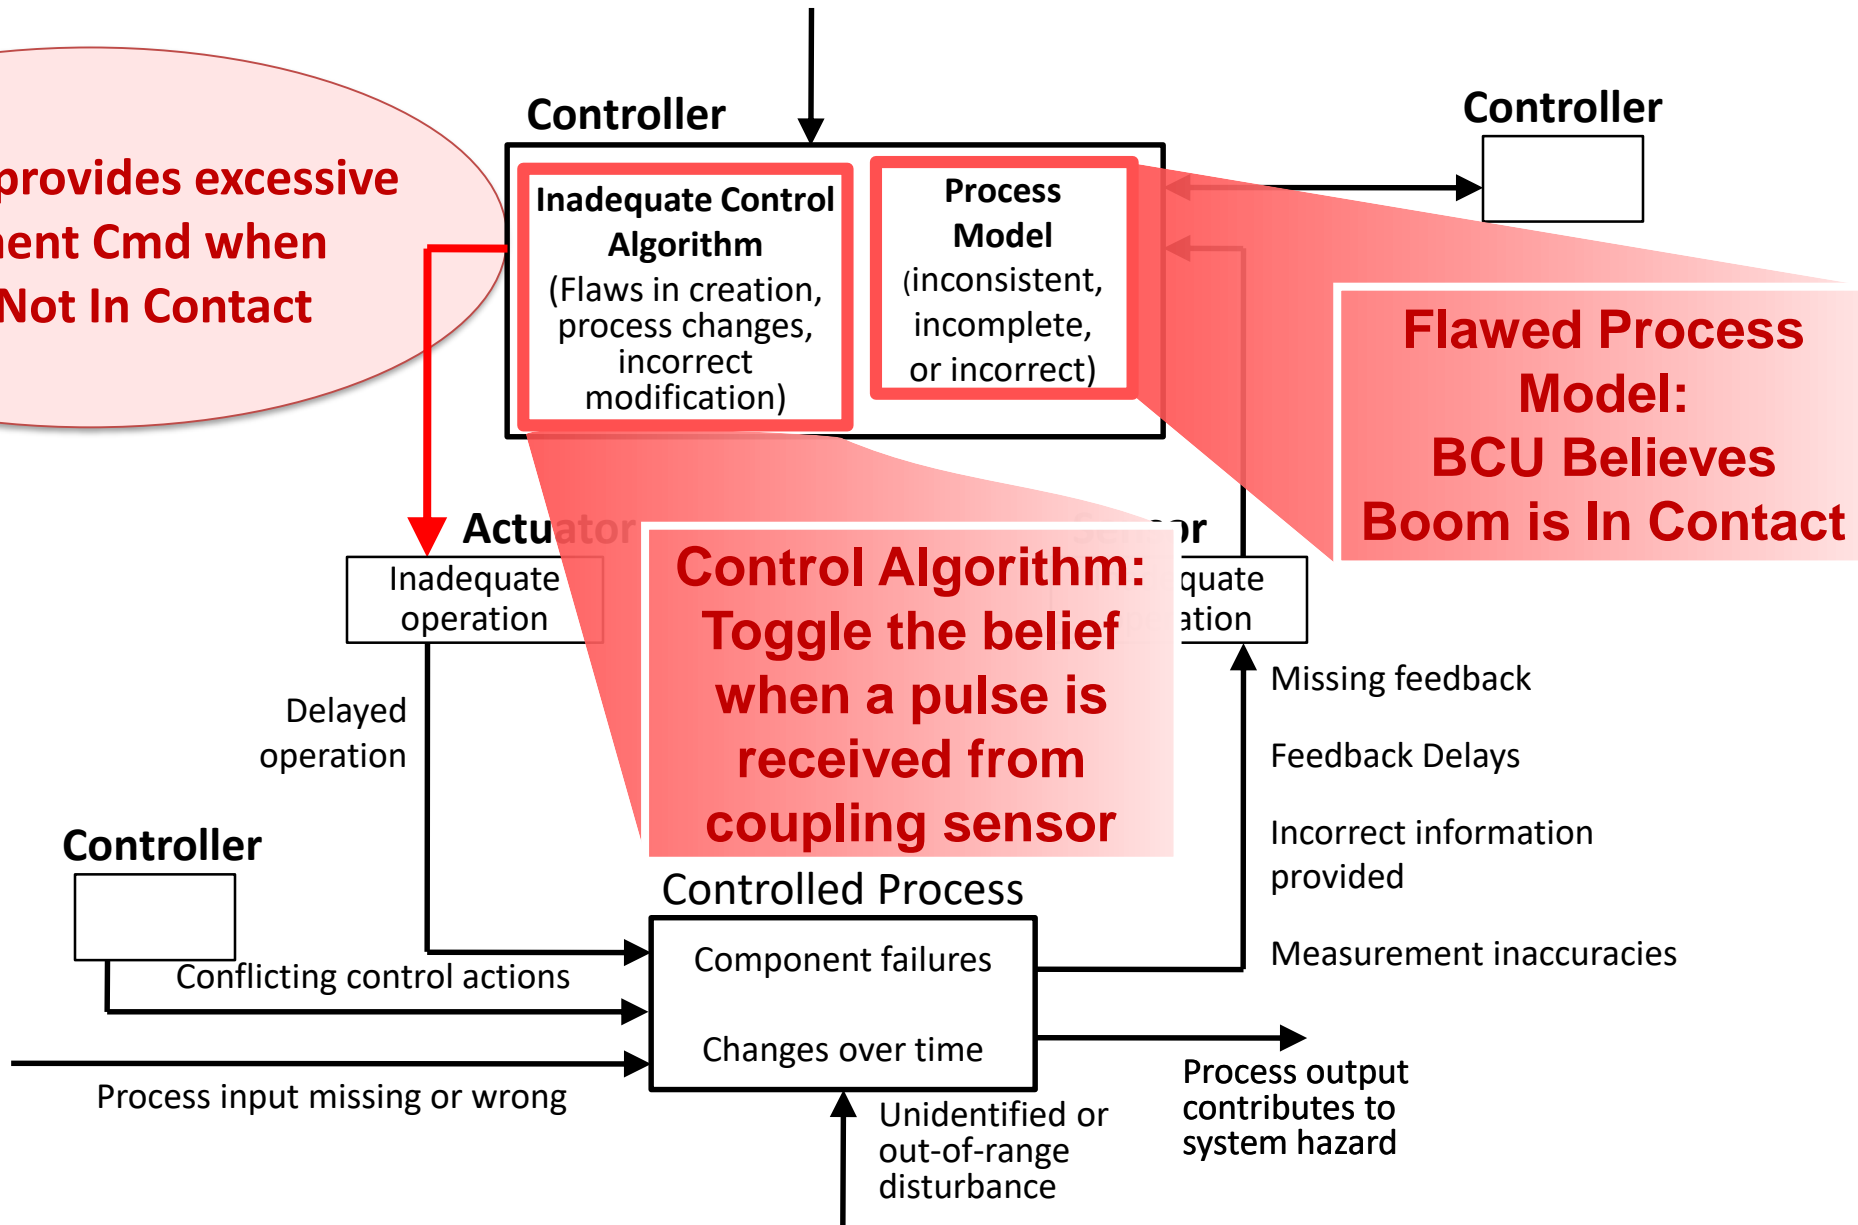 Controller
Controller
provides excessive
Cmd when
Not In Contact
Inadequate Control
Algorithm
(Flaws in creation,
process changes,
incorrect
modification)
Process
Model
(inconsistent,
incomplete,
or incorrect)
Flawed Process
Model:
BCU Believes
Boom is In Contact
Actuator
Inadequate
operation
Control Algorithm:
Toggle the belief
when a pulse is
received from
coupling sensor
Delayed
operation
Missing feedback
Feedback Delays
Incorrect information
provided
Measurement inaccuracies
Controller
Conflicting control actions
Process input missing or wrong
Controlled Process
Component failures
Changes over time
Process output
contributes to
system hazard
Unidentified or
out-of-range
disturbance